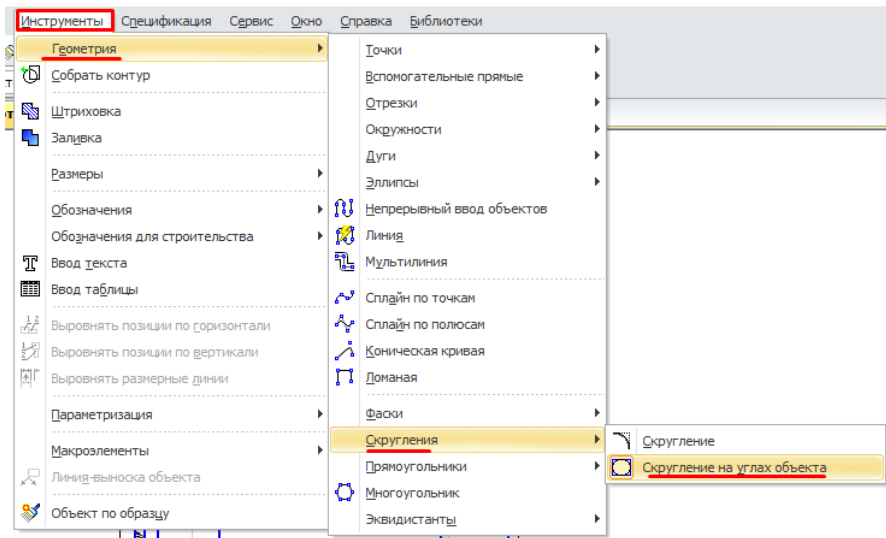 Инструменты Спецификация Сервис Окно Справка Библиотеки
Геометрия
Собрать контур
Штриховка
Заливка
Размеры
Обозначения
Обозначения для строительства
Ввод текста
Ввод таблицы
Выровнять позиции по горизонтали
Выровнять позиции по вертикали
Выровнять размерные линии
Параметризация
Макроэлементы
Линия-выноска объекта
Объект по образцу
Точки
Вспомогательные прямые
Отрезки
Окружности
Дуги
Эллипсы
Непрерывный ввод объектов
Линия
Мультилиния
Сплайн по точкам
Сплайн по полюсам
Коническая кривая
Ломаная
Фаски
Скругления
Прямоугольники
Многоугольник
Эквидистанты
Скругление
Скругление на углах объекта